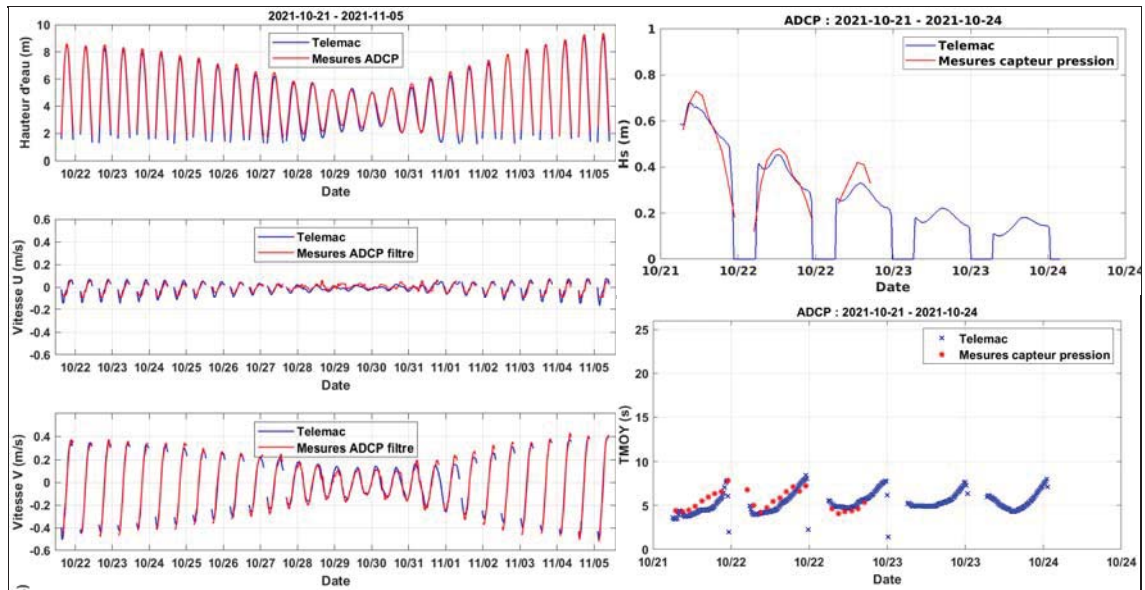 2021-10-21 - 2021-11-05
Hauteur d'eau (m)
10
8
6
4
2
0
Telemac
Mesures ADCP
10/22 10/23 10/24 10/25 10/26 10/27 10/28 10/29 10/30 10/31 11/01 11/02 11/03 11/04 11/05
Date
Vitesse U (m/s)
0.6
0.4
0.2
0
-0.2
-0.4
-0.6
Telemac
Mesures ADCP filtre
10/22 10/23 10/24 10/25 10/26 10/27 10/28 10/29 10/30 10/31 11/01 11/02 11/03 11/04 11/05
Date
Vitesse V (m/s)
0.4
0.2
0
-0.2
-0.4
-0.6
Telemac
Mesures ADCP filtre
10/22 10/23 10/24 10/25 10/26 10/27 10/28 10/29 10/30 10/31 11/01 11/02 11/03 11/04 11/05
Date
)
ADCP : 2021-10-21 - 2021-10-24
Hs (m)
1
0.8
0.6
0.4
0.2
0
Telemac
Mesures capteur pression
10/21 10/22 10/22 10/23 10/23 10/24 10/24
Date
ADCP : 2021-10-21 - 2021-10-24
TMOY (s)
25
20
15
10
5
0
Telemac
Mesures capteur pression
10/21 10/22 10/22 10/23 10/23 10/24 10/24
Date